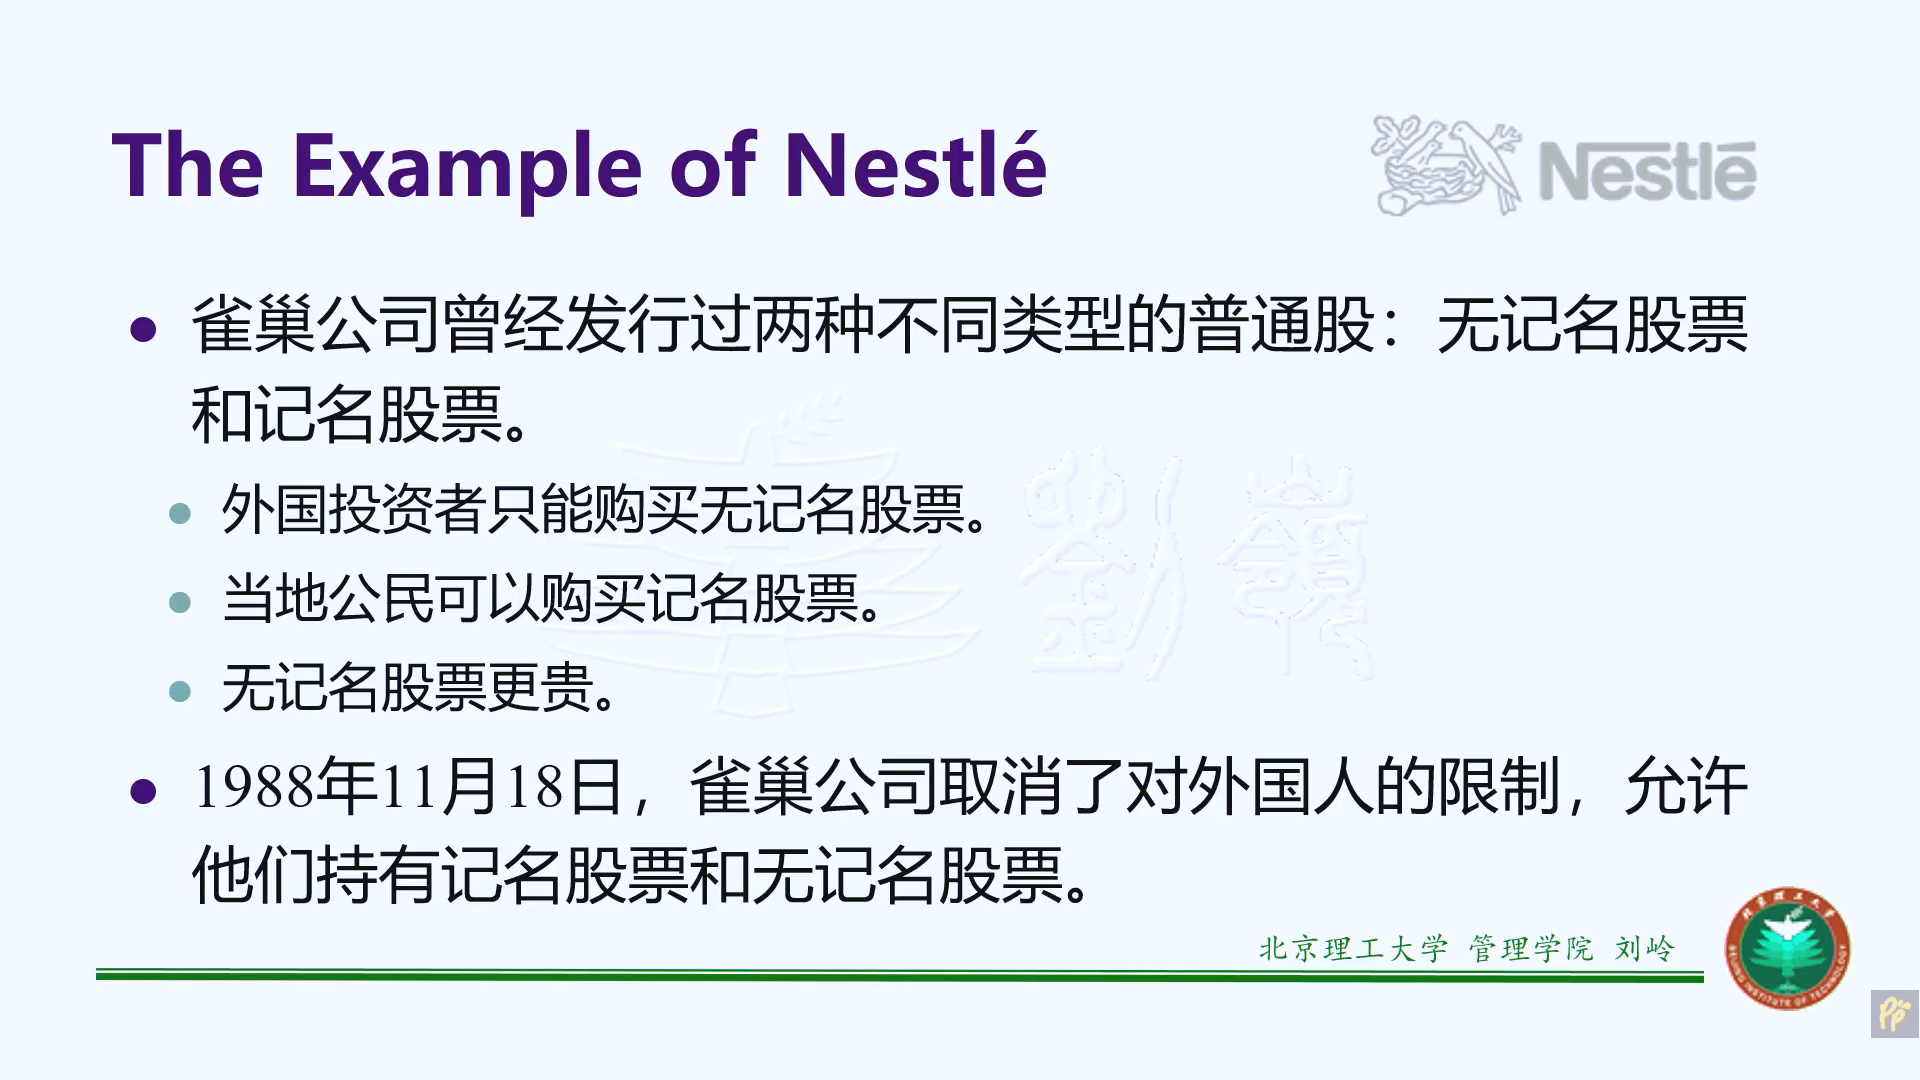 The Example of Nestlé
Nestlé
雀巢公司曾经发行过两种不同类型的普通股：无记名股票
和记名股票。
外国投资者只能购买无记名股票。
当地公民可以购买记名股票。
无记名股票更贵。
1988年11月18日，雀巢公司取消了对外国人的限制，允许
他们持有记名股票和无记名股票。
劉嶺
北京理工大学 管理学院 刘岭
北京理工大学
BEIJING INSTITUTE OF TECHNOLOGY